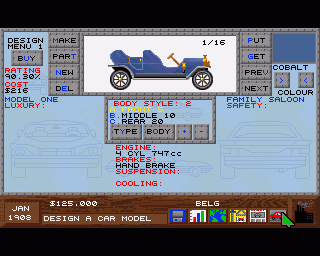 DESIGN
MENU 1
BUY
RATING
90.30%
COST
$216
MODEL ONE
LUXURY:
MAKE
PART
NEW
DEL
1/16
PUT
GET
PREV
NEXT
COBALT
> >
COLOUR
FAMILY SALOON
SAFETY:
BODY STYLE: 2
B.MIDDLE 10
C.REAR 20
TYPE BODY + -
ENGINE:
4 CYL 747cc
BRAKES:
HAND BRAKE
SUSPENSION:
COOLING:
JAN
1908
$125.000
BELG
DESIGN A CAR MODEL